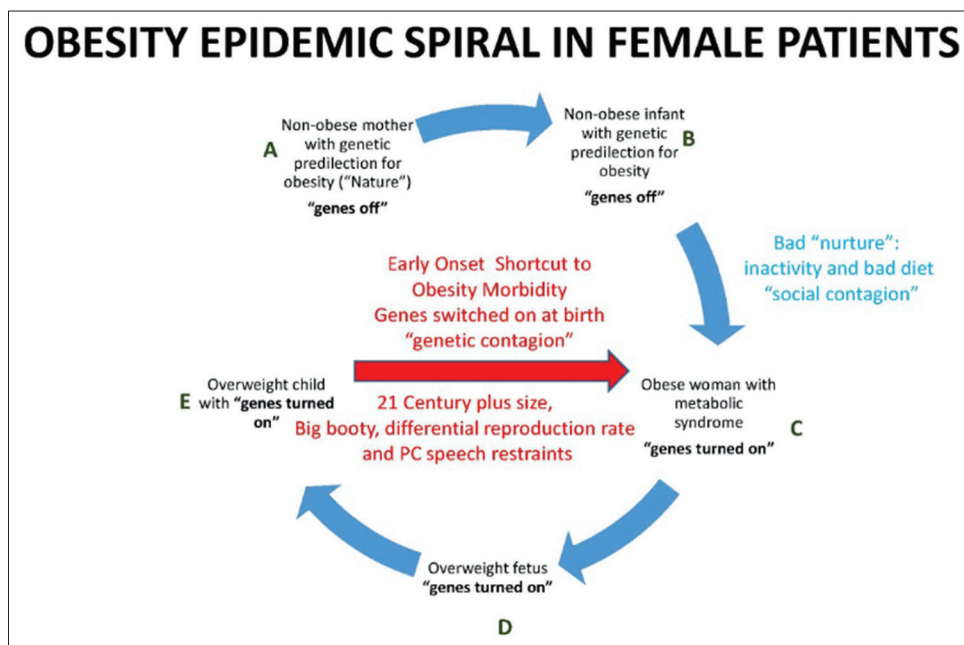 OBESITY EPIDEMIC SPIRAL IN FEMALE PATIENTS
A
Non-obese mother
with genetic
predilection for
obesity ("Nature")
"genes off"
Non-obese infant
with genetic
predilection for
obesity
"genes off"
B
Bad "nurture":
inactivity and bad diet
"social contagion"
Early Onset Shortcut to
Obesity Morbidity
Genes switched on at birth
"genetic contagion"
E
Overweight child
with "genes turned
on"
21 Century plus size,
Big booty, differential reproduction rate
and PC speech restraints
Obese woman with
metabolic
syndrome
"genes turned on"
C
Overweight fetus
"genes turned on"
D